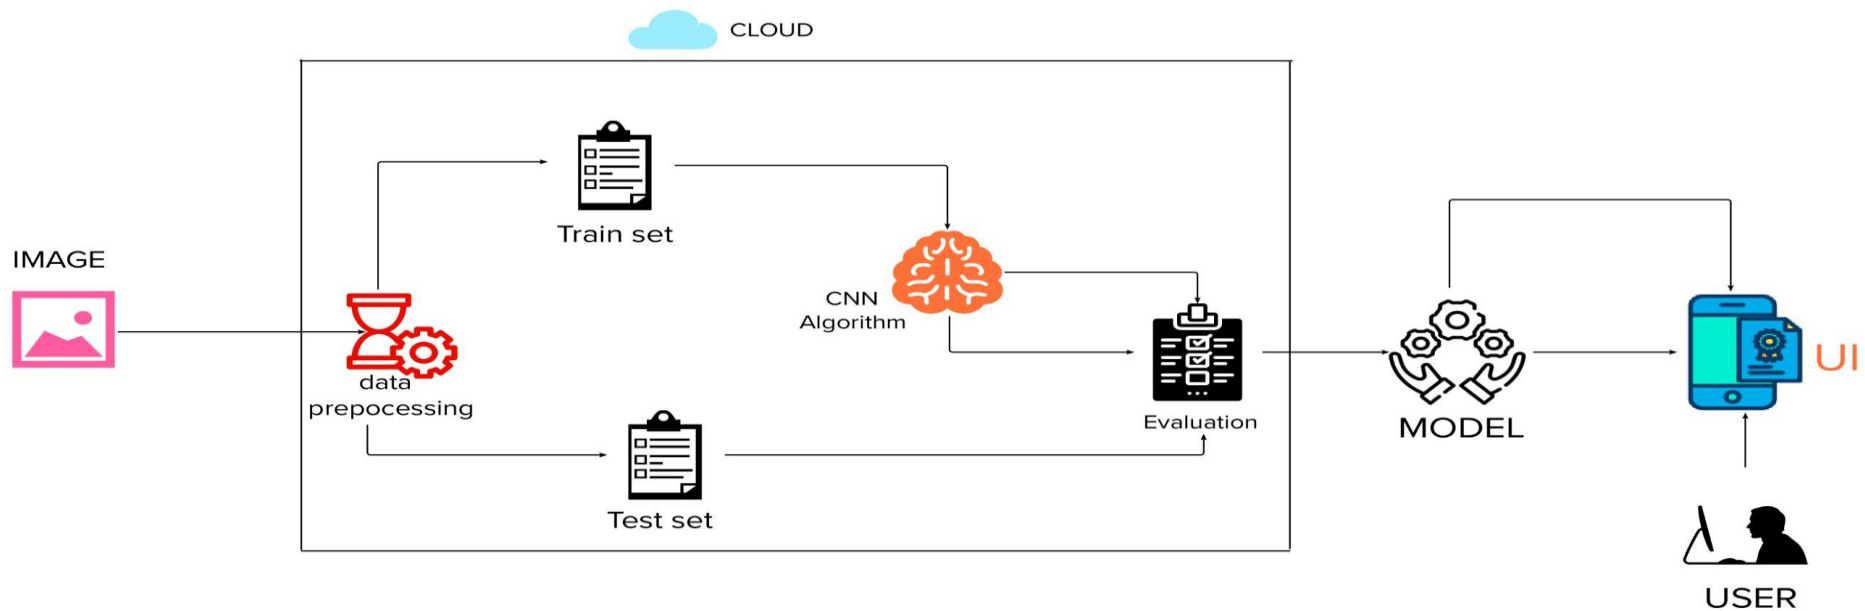 CLOUD
Train set
IMAGE
CNN
Algorithm
data
prepocessing
Evaluation
MODEL
UI
Test set
USER